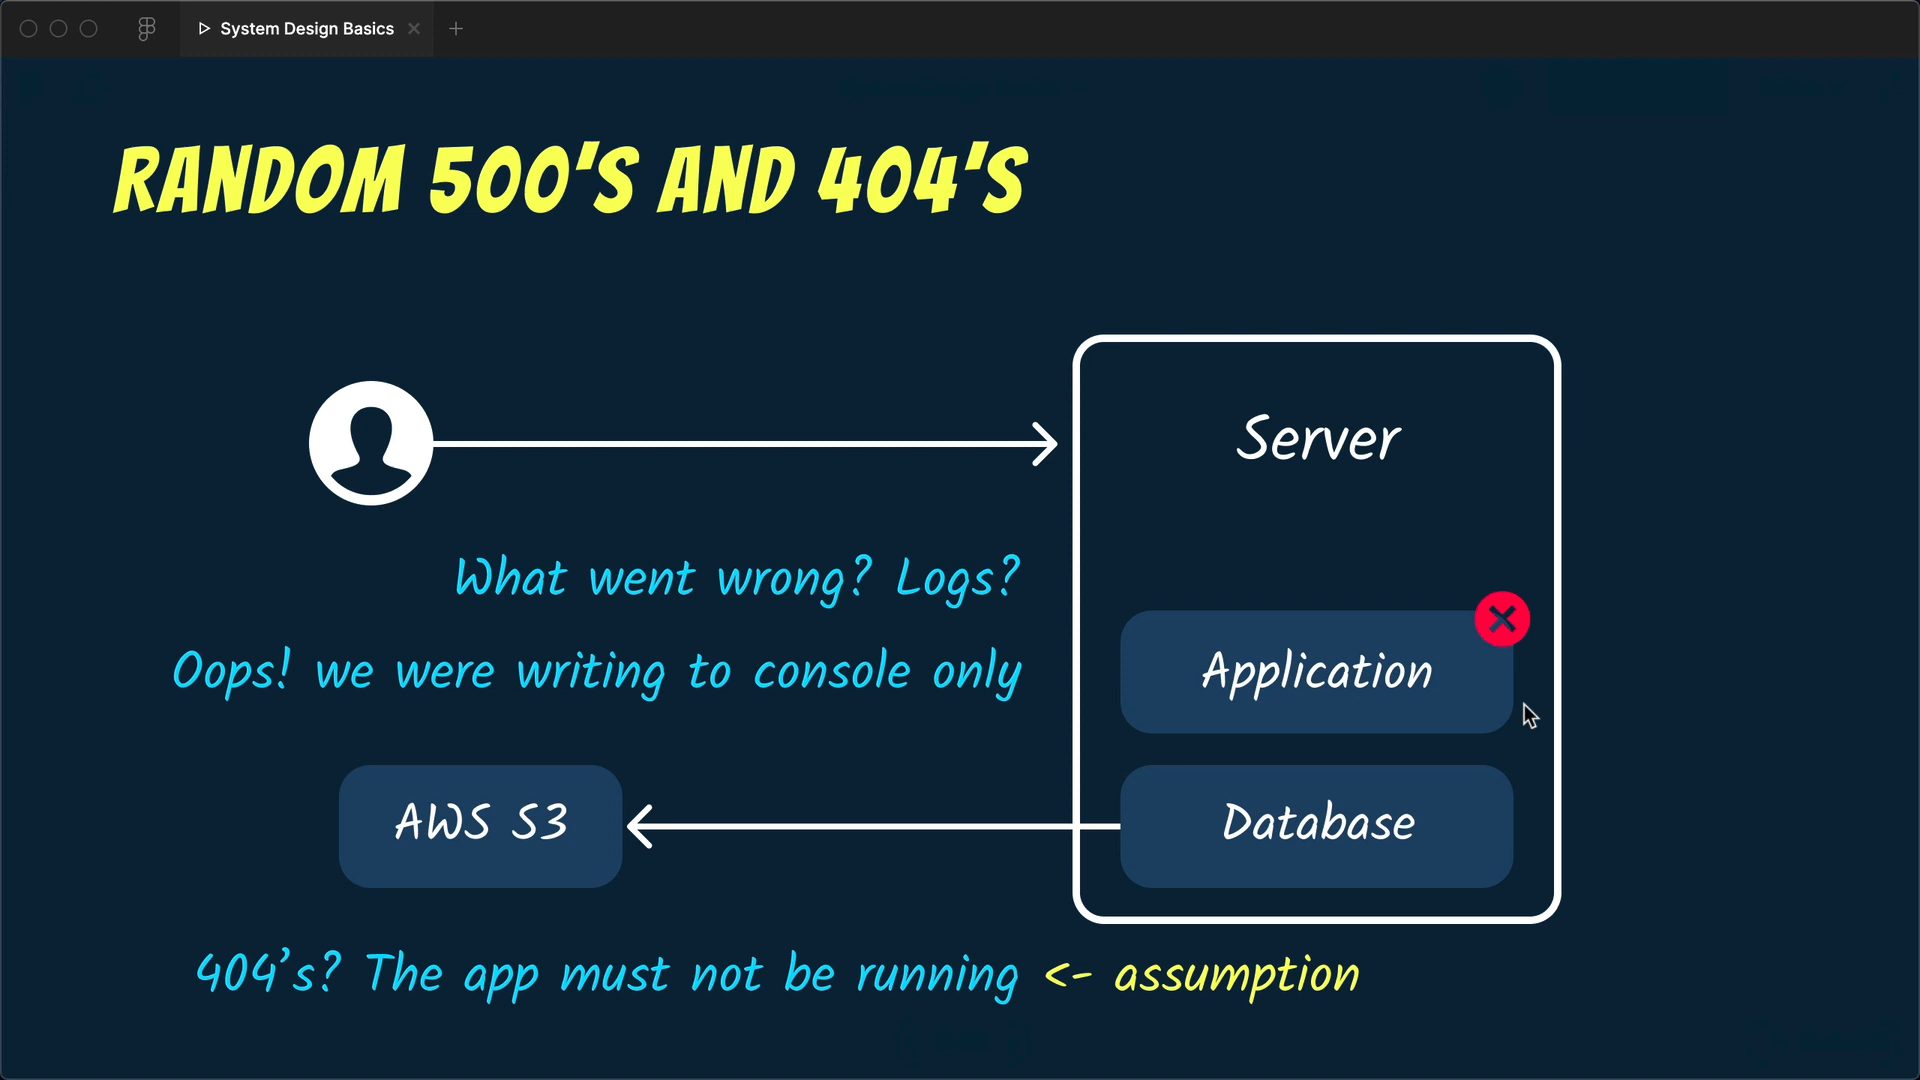 System Design Basics
RANDOM 500'S AND 404'S
Server
What went wrong? Logs?
Oops! we were writing to console only
Application
AWS S3
Database
404's? The app must not be running <- assumption